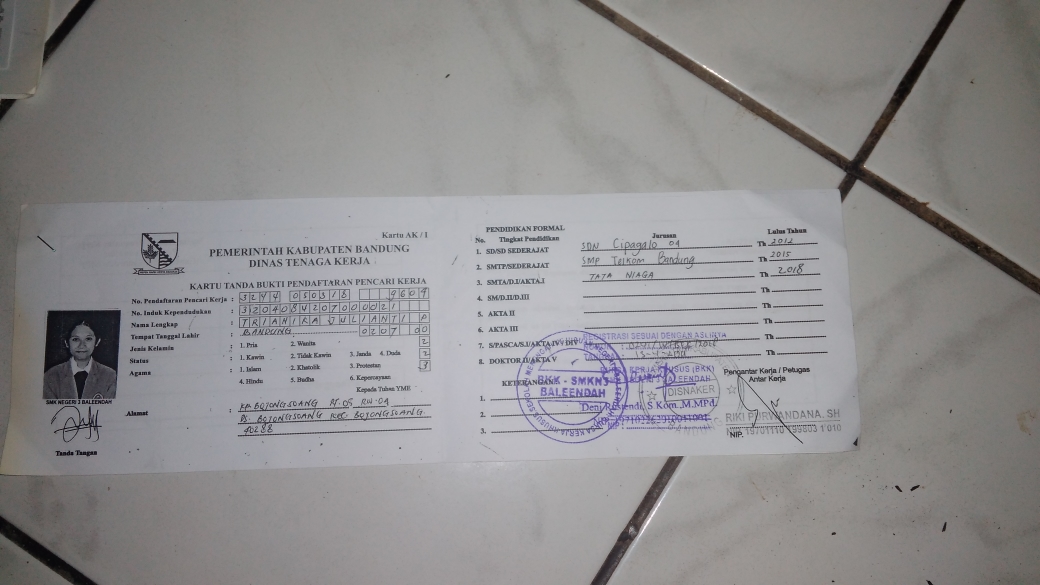 Kartu AK / I
PEMERINTAH KABUPATEN BANDUNG
DINAS TENAGA KERJA
KARTU TANDA BUKTI PENDAFTARAN PENCARI KERJA
No. Pendaftaran Pencari Kerja : 3244 050318 9604
No. Induk Kependudukan : 3204084207000021
Nama Lengkap : TRIANIRA JULIANTI P
Tempat Tanggal Lahir : BANDUNG 0207 00
Jenis Kelamin : 1. Pria 2. Wanita 2
Status : 1. Kawin 2. Tidak Kawin 3. Janda 4. Duda 2
Agama : 1. Islam 2. Khatolik 3. Protestan 3
4. Hindu 5. Budha 6. Kepercayaan
Kepada Tuhan YME
SMK NEGERI 3 BALEENDAH
Alamat : KP. BOJONGSOANG RT.05 RW.04
DS. BOJONGSOANG KEC. BOJONGSOANG
40288
Tanda Tangan
PENDIDIKAN FORMAL
No. Tingkat Pendidikan Jurusan Lulus Tahun
1. SD/SD SEDERAJAT SDN Cipagalo 04 Th 2012
2. SMTP/SEDERAJAT SMP Telkom Bandung Th 2015
3. SMTA/D.I/AKTA.I TATA NIAGA Th 2018
4. SM/D.II/D.III Th
5. AKTA II Th
6. AKTA III Th
7. S/PASCA/S.I/AKTA IV/D IV Th
8. DOKTOR II/AKTA V Th
REGISTRASI SESUAI DENGAN ASLINYA
KETERANGAN
1.
2.
3.
BKK - SMKN3
BALEENDAH
KERJA KHUSUS (BKK)
BALEENDAH
DISNAKER
Deni Rusendi, S Kom.,M.MPd.
Pengantar Kerja / Petugas
Antar Kerja
RIKI PURWANDANA. SH
NIP. 19701110 199803 1 010